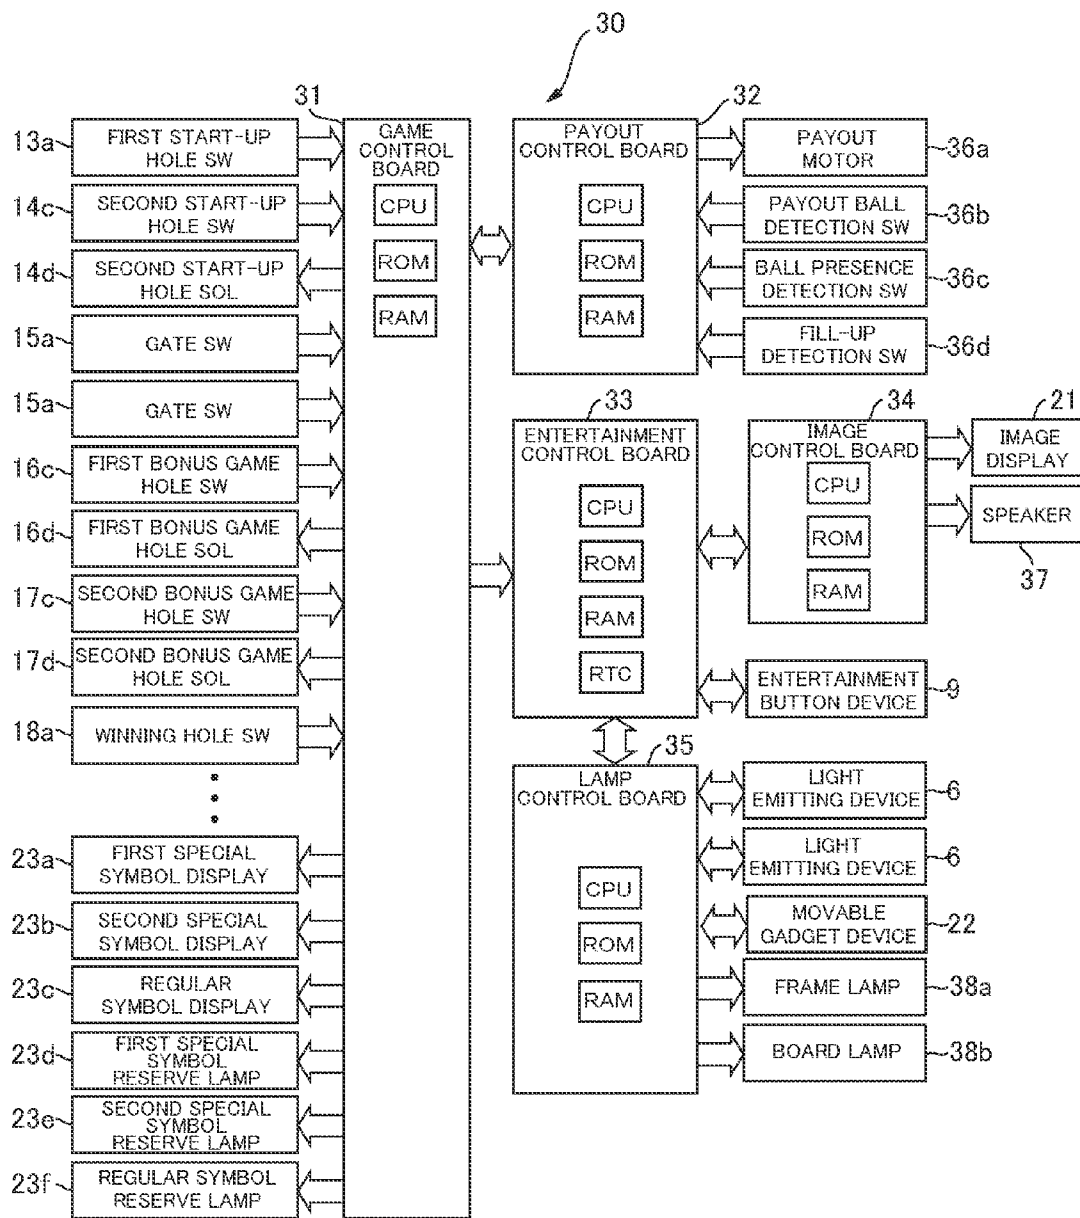 30
31
32
13a
FIRST START-UP
HOLE SW
14c
SECOND START-UP
HOLE SW
14d
SECOND START-UP
HOLE SOL
15a
GATE SW
15a
GATE SW
16c
FIRST BONUS GAME
HOLE SW
16d
FIRST BONUS GAME
HOLE SOL
17c
SECOND BONUS GAME
HOLE SW
17d
SECOND BONUS GAME
HOLE SOL
18a
WINNING HOLE SW
23a
FIRST SPECIAL
SYMBOL DISPLAY
23b
SECOND SPECIAL
SYMBOL DISPLAY
23c
REGULAR
SYMBOL DISPLAY
23d
FIRST SPECIAL
SYMBOL
RESERVE LAMP
23e
SECOND SPECIAL
SYMBOL
RESERVE LAMP
23f
REGULAR SYMBOL
RESERVE LAMP
GAME
CONTROL
BOARD
CPU
ROM
RAM
PAYOUT
CONTROL BOARD
CPU
ROM
RAM
PAYOUT
MOTOR
36a
PAYOUT BALL
DETECTION SW
36b
BALL PRESENCE
DETECTION SW
36c
FILL-UP
DETECTION SW
36d
33
ENTERTAINMENT
CONTROL BOARD
CPU
ROM
RAM
RTC
34
IMAGE
CONTROL BOARD
CPU
ROM
RAM
21
IMAGE
DISPLAY
SPEAKER
37
ENTERTAINMENT
BUTTON DEVICE
9
35
LAMP
CONTROL BOARD
CPU
ROM
RAM
LIGHT
EMITTING DEVICE
6
LIGHT
EMITTING DEVICE
6
MOVABLE
GADGET DEVICE
22
FRAME LAMP
38a
BOARD LAMP
38b